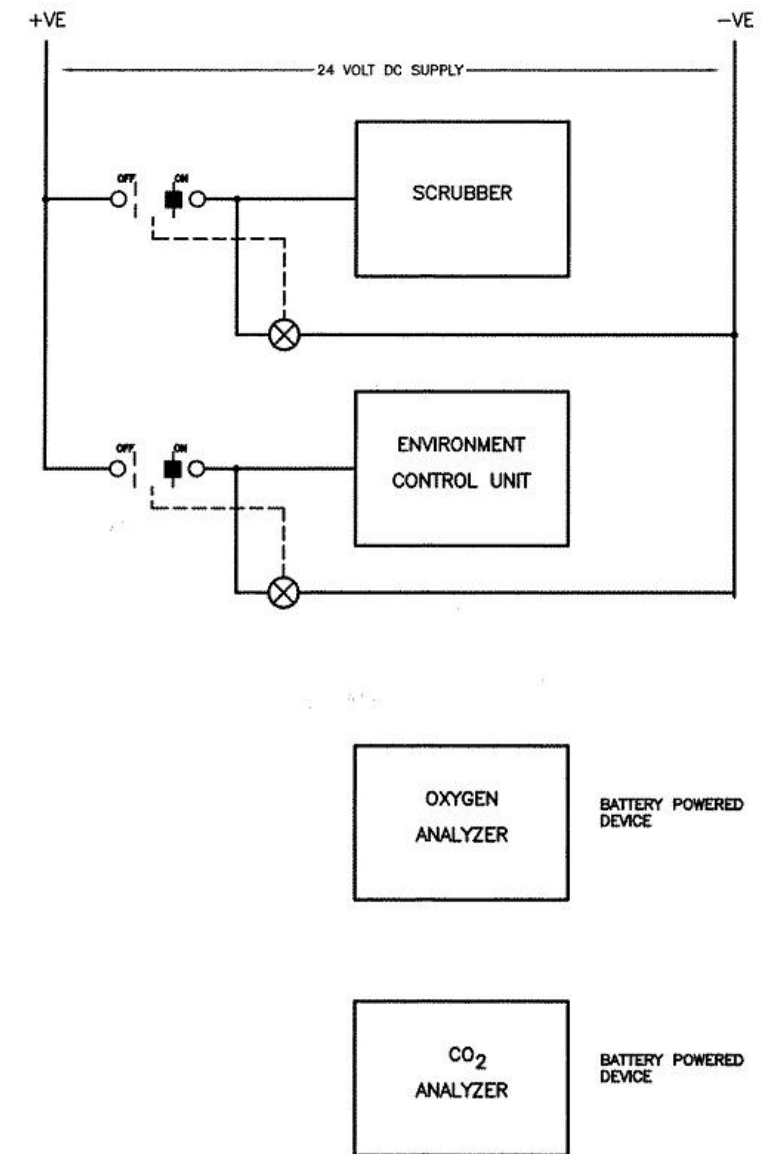 +VE
-VE
24 VOLT DC SUPPLY
OFF
ON
SCRUBBER
OFF
ON
ENVIRONMENT
CONTROL UNIT
OXYGEN
ANALYZER
BATTERY POWERED
DEVICE
CO₂
ANALYZER
BATTERY POWERED
DEVICE